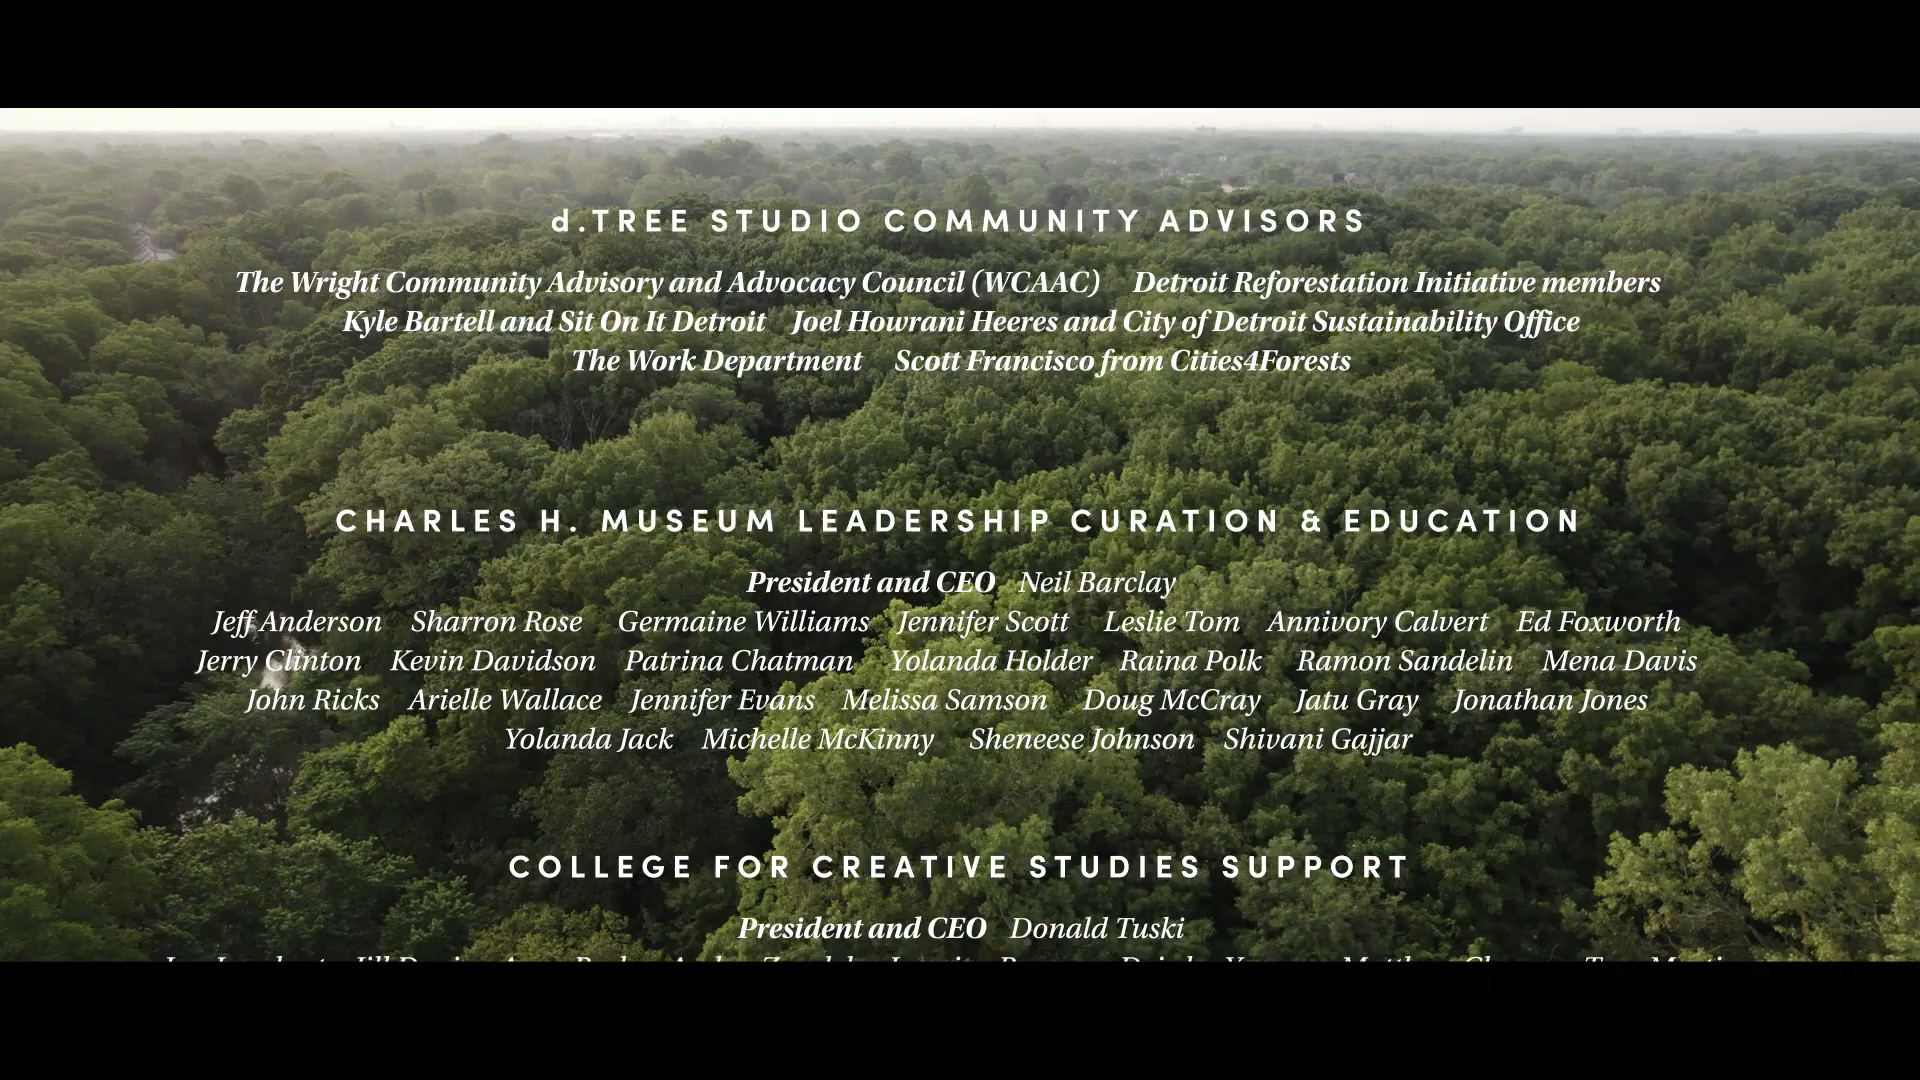 d.TREE STUDIO COMMUNITY ADVISORS
The Wright Community Advisory and Advocacy Council (WCAAC) Detroit Reforestation Initiative members
Kyle Bartell and Sit On It Detroit Joel Howrani Heeres and City of Detroit Sustainability Office
The Work Department Scott Francisco from Cities4Forests
CHARLES H. MUSEUM LEADERSHIP CURATION & EDUCATION
President and CEO Neil Barclay
Jeff Anderson Sharron Rose Germaine Williams Jennifer Scott Leslie Tom Annivory Calvert Ed Foxworth
Jerry Clinton Kevin Davidson Patrina Chatman Yolanda Holder Raina Polk Ramon Sandelin Mena Davis
John Ricks Arielle Wallace Jennifer Evans Melissa Samson Doug McCray Jatu Gray Jonathan Jones
Yolanda Jack Michelle McKinny Sheneese Johnson Shivani Gajjar
COLLEGE FOR CREATIVE STUDIES SUPPORT
President and CEO Donald Tuski